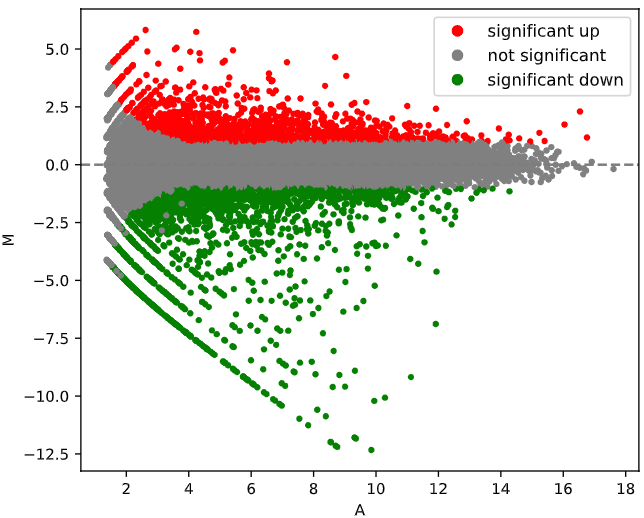 significant up
not significant
significant down
5.0
2.5
0.0
−2.5
−5.0
−7.5
−10.0
−12.5
M
2 4 6 8 10 12 14 16 18
A